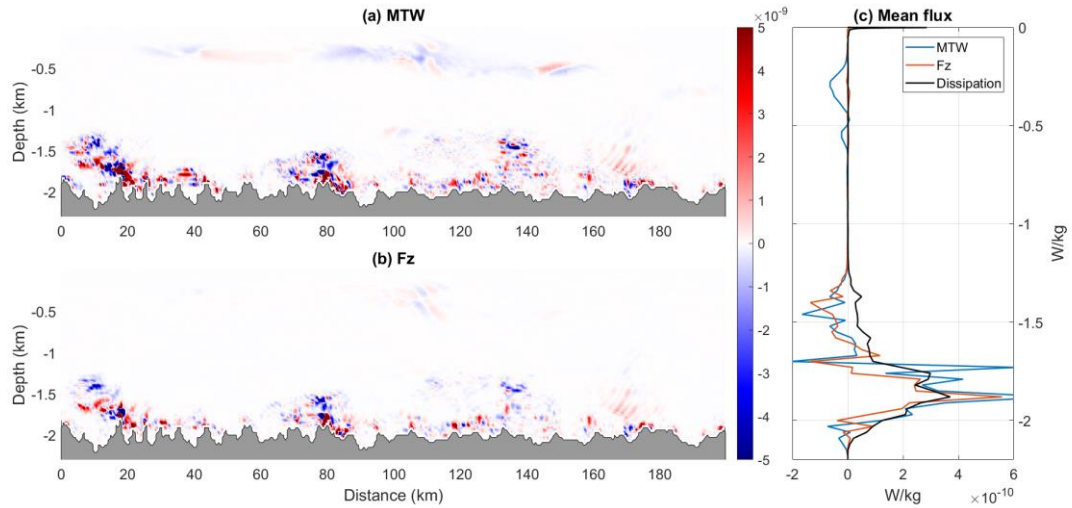 (a) MTW
Depth (km)
-0.5
-1
-1.5
-2
0 20 40 60 80 100 120 140 160 180
(b) Fz
Depth (km)
-0.5
-1
-1.5
-2
0 20 40 60 80 100 120 140 160 180
Distance (km)
×10⁻⁹
5
4
3
2
1
0
-1
-2
-3
-4
-5
(c) Mean flux
MTW
Fz
Dissipation
0
-0.5
-1
-1.5
-2
W/kg
-2 0 2 4 6
W/kg
×10⁻¹⁰